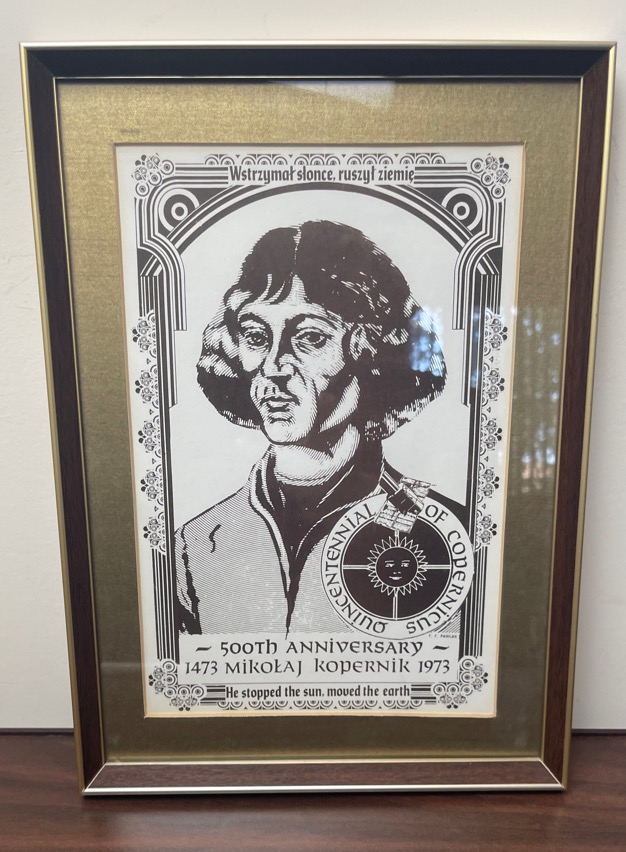 Wstrzymał słonce, ruszył ziemię
QUINCENTENNIAL OF COPERNICUS
T. F. PAWLAK
~ 500TH ANNIVERSARY ~
1473 MIKOŁAJ KOPERNIK 1973
He stopped the sun, moved the earth